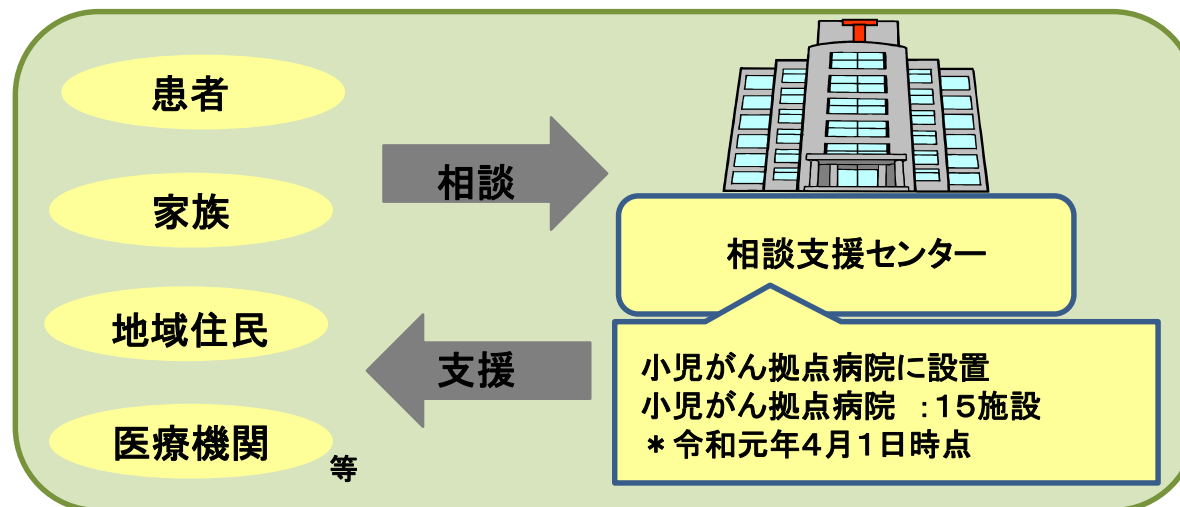 患者
家族
地域住民
医療機関
等
相談
支援
相談支援センター
小児がん拠点病院に設置
小児がん拠点病院 :15施設
*令和元年4月1日時点